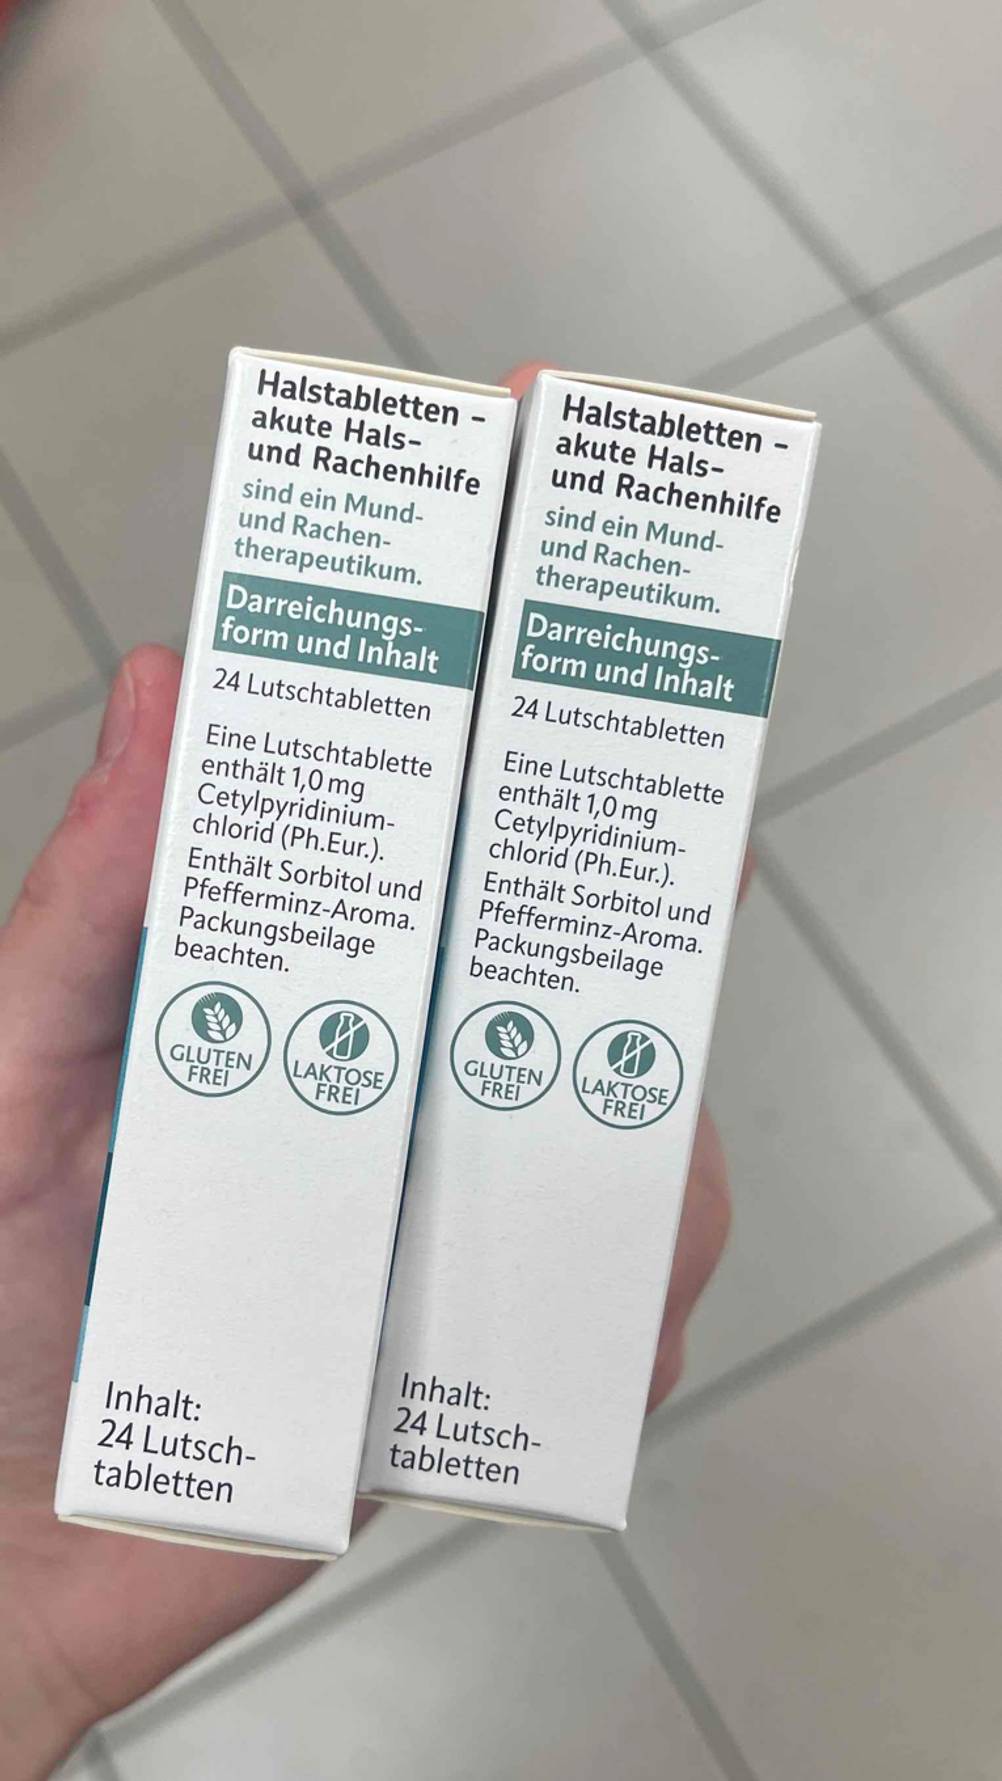 Halstabletten –
akute Hals-
und Rachenhilfe
sind ein Mund-
und Rachen-
therapeutikum.
Darreichungs-
form und Inhalt
24 Lutschtabletten
Eine Lutschtablette
enthält 1,0 mg
Cetylpyridinium-
chlorid (Ph.Eur.).
Enthält Sorbitol und
Pfefferminz-Aroma.
Packungsbeilage
beachten.
GLUTEN
FREI
LAKTOSE
FREI
Inhalt:
24 Lutsch-
tabletten
Halstabletten –
akute Hals-
und Rachenhilfe
sind ein Mund-
und Rachen-
therapeutikum.
Darreichungs-
form und Inhalt
24 Lutschtabletten
Eine Lutschtablette
enthält 1,0 mg
Cetylpyridinium-
chlorid (Ph.Eur.).
Enthält Sorbitol und
Pfefferminz-Aroma.
Packungsbeilage
beachten.
GLUTEN
FREI
LAKTOSE
FREI
Inhalt:
24 Lutsch-
tabletten